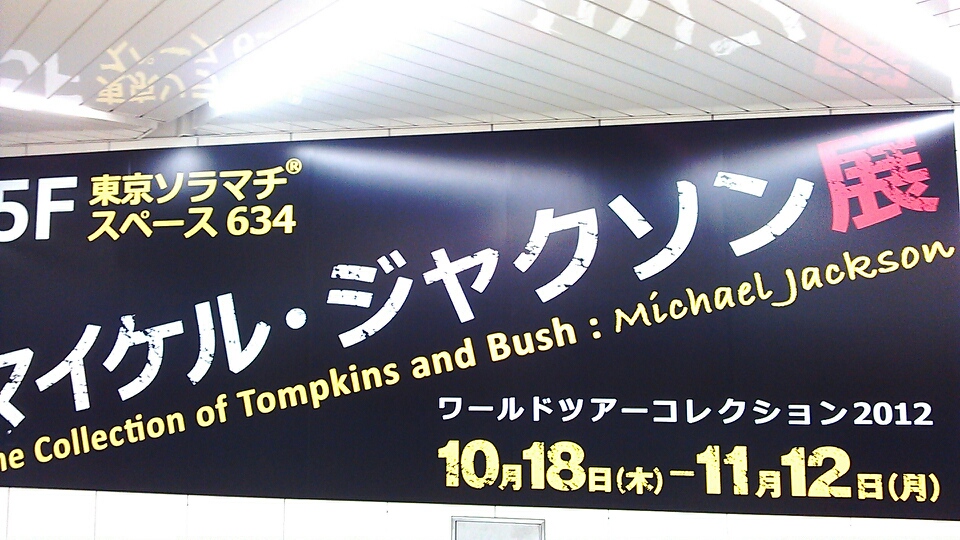 5F 東京ソラマチ®
スペース 634
マイケル・ジャクソン展
he Collection of Tompkins and Bush : Michael Jackson
ワールドツアーコレクション2012
10月18日(木)－11月12日(月)